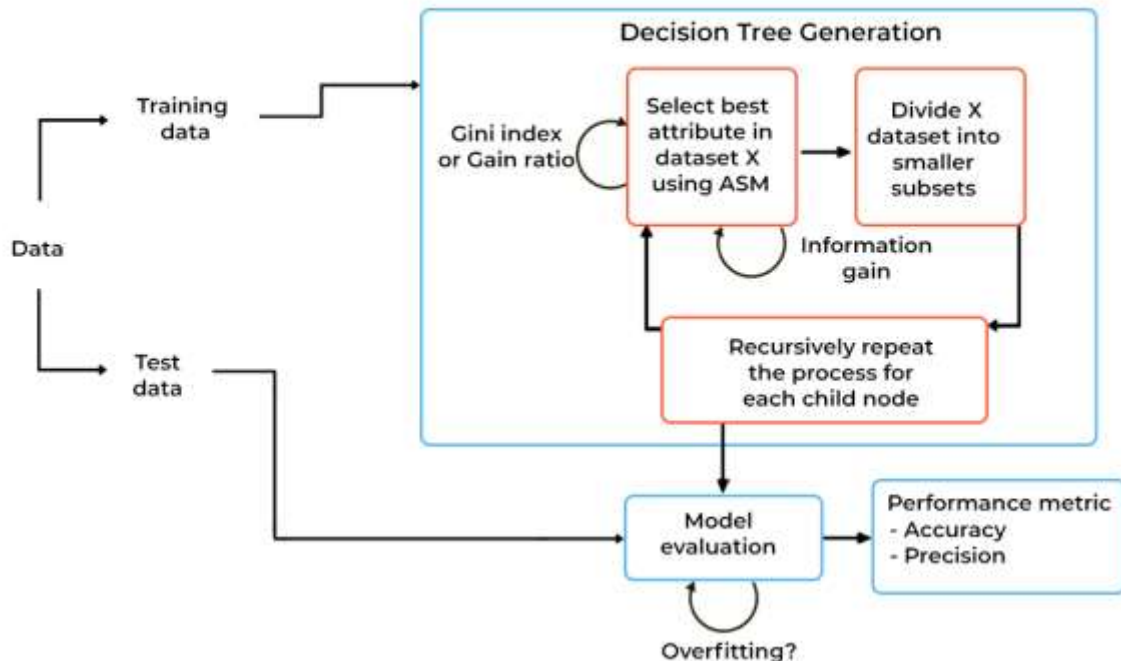 Decision Tree Generation
Training
data
Gini index
or Gain ratio
Select best
attribute in
dataset X
using ASM
Divide X
dataset into
smaller
subsets
Data
Information
gain
Test
data
Recursively repeat
the process for
each child node
Model
evaluation
Performance metric
- Accuracy
- Precision
Overfitting?